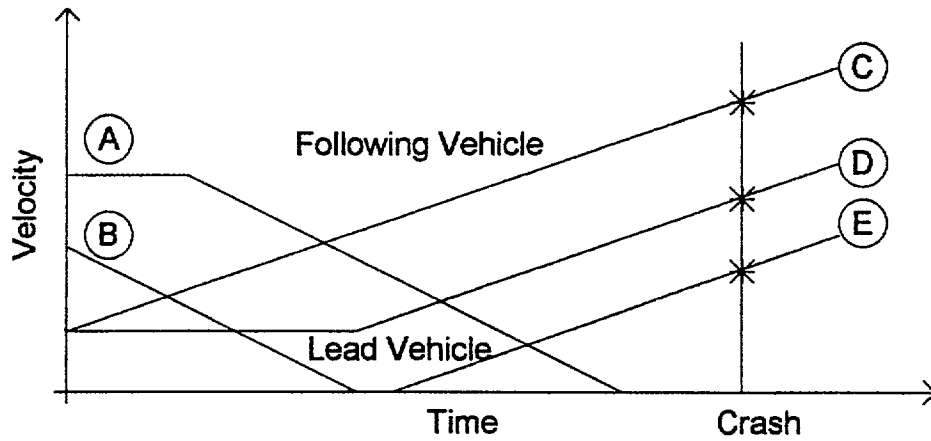 C
A
Following Vehicle
D
Velocity
B
E
Lead Vehicle
Time
Crash